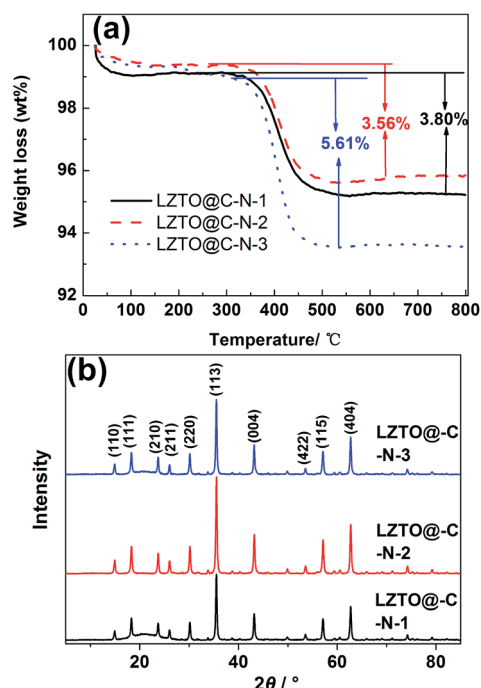 (a)
100
98
96
94
92
Weight loss (wt%)
3.56%
3.80%
5.61%
LZTO@C-N-1
LZTO@C-N-2
LZTO@C-N-3
0 100 200 300 400 500 600 700 800
Temperature/ ℃
(b)
(110) (111) (210) (211) (220) (113) (004) (422) (115) (404)
LZTO@-C
-N-3
LZTO@-C
-N-2
LZTO@-C
-N-1
Intensity
20 40 60 80
2θ / °